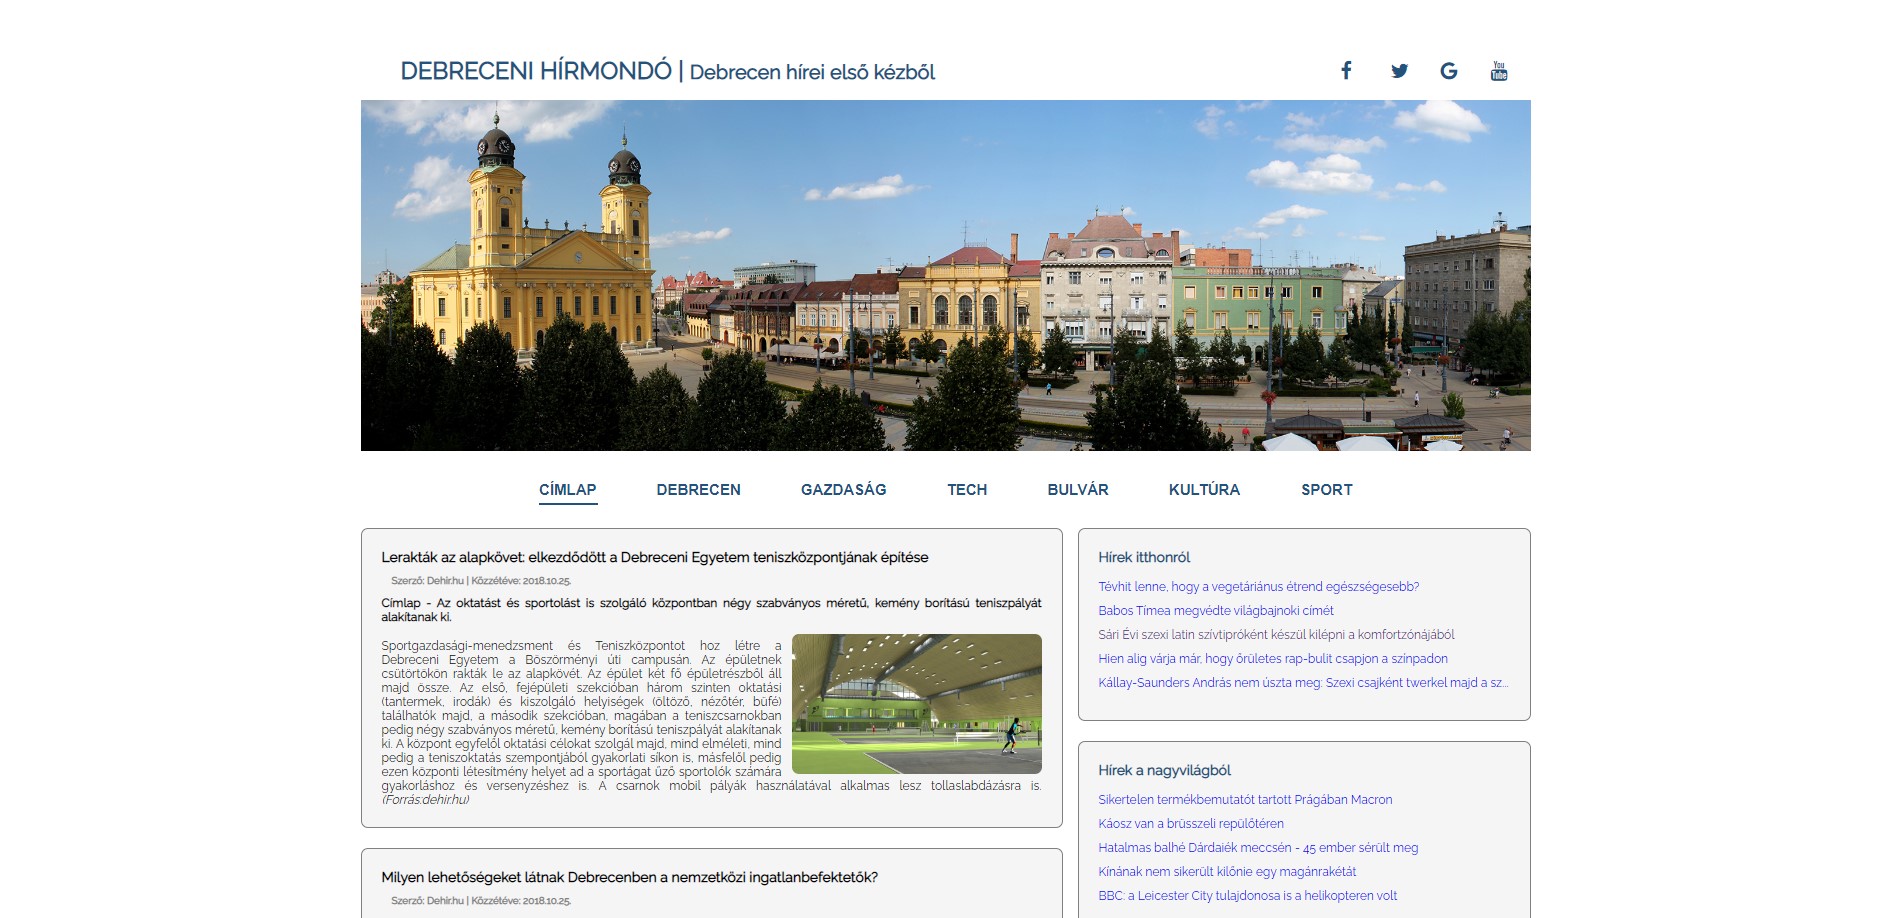 DEBRECENI HÍRMONDÓ | Debrecen hírei első kézből
You
Tube
CÍMLAP DEBRECEN GAZDASÁG TECH BULVÁR KULTÚRA SPORT
Lerakták az alapkövet: elkezdődött a Debreceni Egyetem teniszközpontjának építése
Szerző: Dehir.hu | Közzétéve: 2018.10.25.
Címlap - Az oktatást és sportolást is szolgáló központban négy szabványos méretű, kemény borítású teniszpályát
alakítanak ki.
Sportgazdasági-menedzsment és Teniszközpontot hoz létre a
Debreceni Egyetem a Böszörményi úti campusán. Az épületnek
csütörtökön rakták le az alapkövét. Az épület két fő épületrészből áll
majd össze. Az első, fejépületi szekcióban három szinten oktatási
(tantermek, irodák) és kiszolgáló helyiségek (öltöző, nézőtér, büfé)
találhatók majd, a második szekcióban, magában a teniszcsarnokban
pedig négy szabványos méretű, kemény borítású teniszpályát alakítanak
ki. A központ egyfelől oktatási célokat szolgál majd, mind elméleti, mind
pedig a teniszoktatás szempontjából gyakorlati síkon is, másfelől pedig
ezen központi létesítmény helyet ad a sportágat űző sportolók számára
gyakorláshoz és versenyzéshez is. A csarnok mobil pályák használatával alkalmas lesz tollaslabdázásra is.
(Forrás:dehir.hu)
Milyen lehetőségeket látnak Debrecenben a nemzetközi ingatlanbefektetők?
Szerző: Dehir.hu | Közzétéve: 2018.10.25.
Hírek itthonról
Tévhit lenne, hogy a vegetáriánus étrend egészségesebb?
Babos Tímea megvédte világbajnoki címét
Sári Évi szexi latin szívtipróként készül kilépni a komfortzónájából
Hien alig várja már, hogy őrületes rap-bulit csapjon a színpadon
Kállay-Saunders András nem úszta meg: Szexi csajként twerkel majd a sz...
Hírek a nagyvilágból
Sikertelen termékbemutatót tartott Prágában Macron
Káosz van a brüsszeli repülőtéren
Hatalmas balhé Dárdaiék meccsén - 45 ember sérült meg
Kínának nem sikerült kilőnie egy magánrakétát
BBC: a Leicester City tulajdonosa is a helikopteren volt